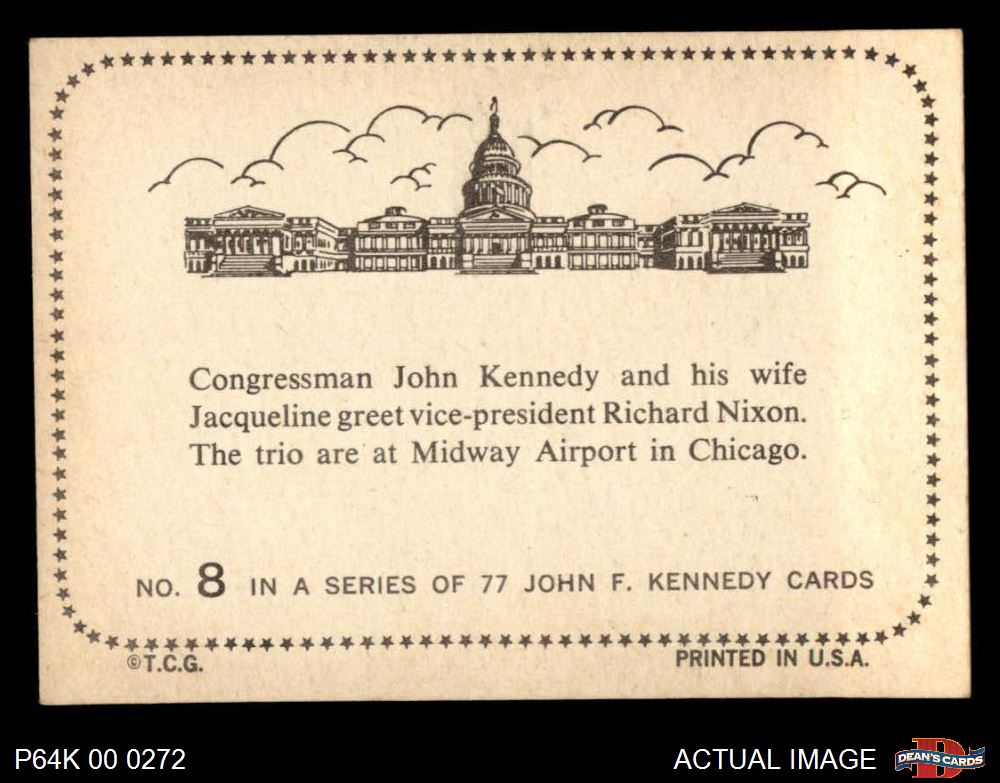 Congressman John Kennedy and his wife
Jacqueline greet vice-president Richard Nixon.
The trio are at Midway Airport in Chicago.
NO. 8 IN A SERIES OF 77 JOHN F. KENNEDY CARDS
©T.C.G. PRINTED IN U.S.A.
P64K 00 0272 ACTUAL IMAGE DEAN'S CARDS